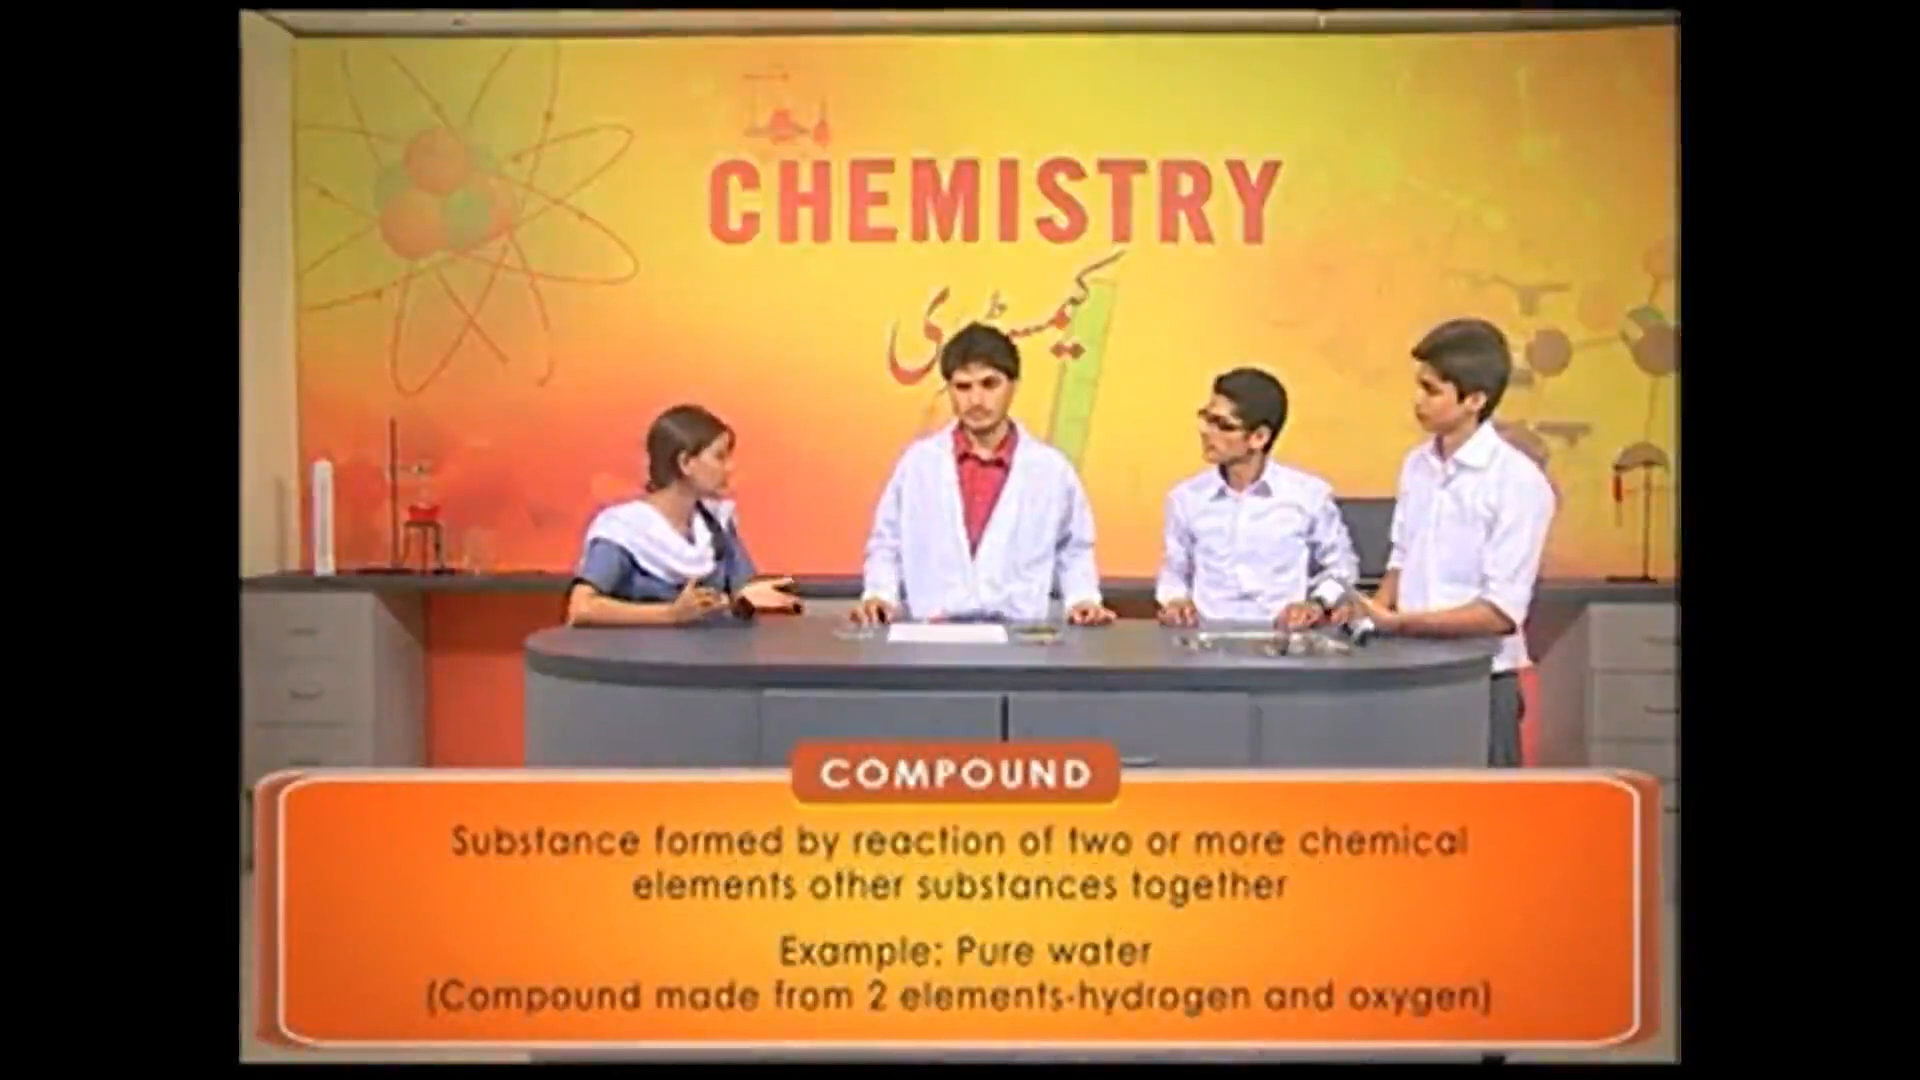 CHEMISTRY
کیمسٹری
COMPOUND
Substance formed by reaction of two or more chemical
elements other substances together
Example: Pure water
(Compound made from 2 elements-hydrogen and oxygen)